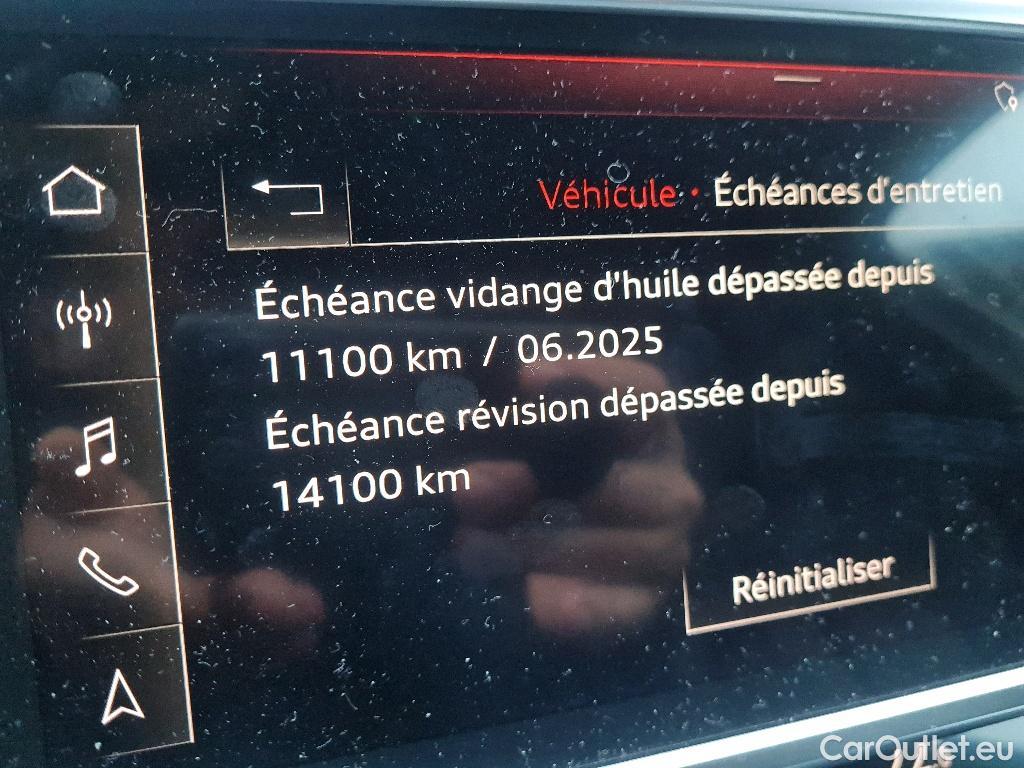 Véhicule • Échéances d'entretien
Échéance vidange d'huile dépassée depuis
11100 km / 06.2025
Échéance révision dépassée depuis
14100 km
Réinitialiser
CarOutlet.eu